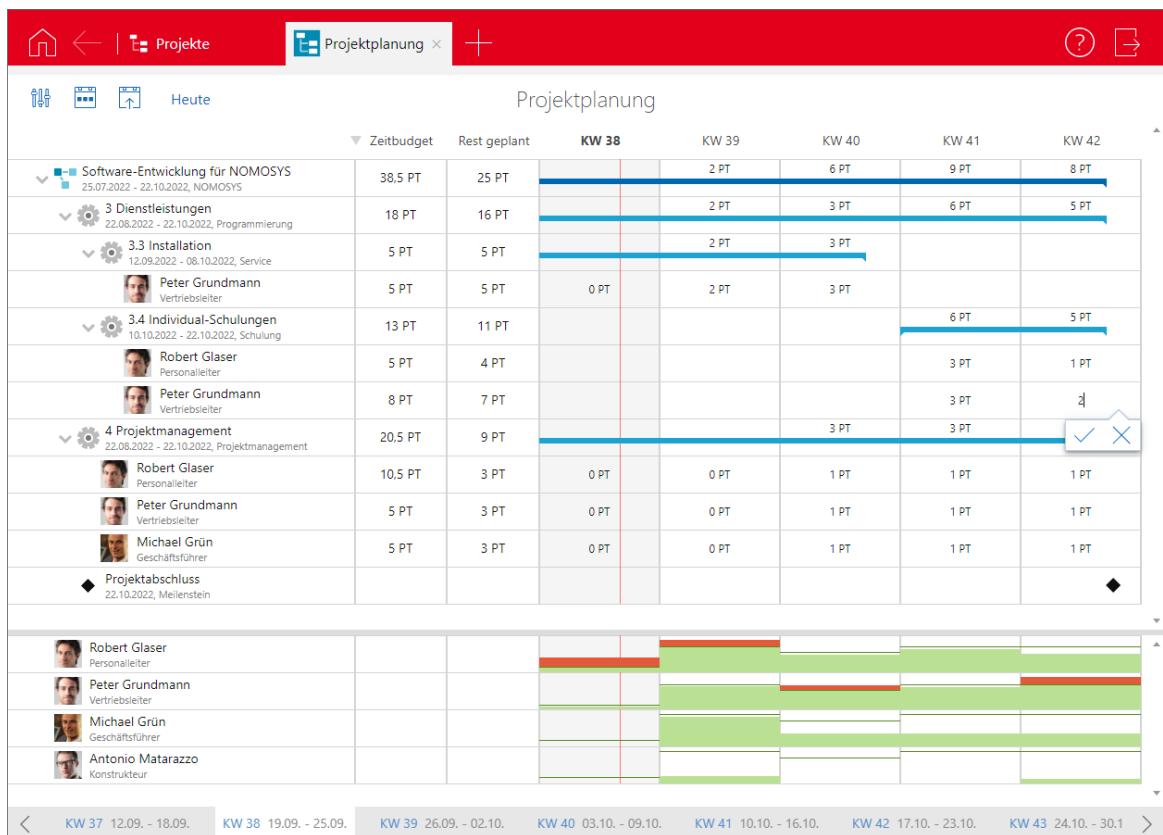 Projekte
Projektplanung ×
?
Heute
Projektplanung
Zeitbudget Rest geplant KW 38 KW 39 KW 40 KW 41 KW 42
Software-Entwicklung für NOMOSYS 38,5 PT 25 PT 2 PT 6 PT 9 PT 8 PT
25.07.2022 - 22.10.2022, NOMOSYS
3 Dienstleistungen 18 PT 16 PT 2 PT 3 PT 6 PT 5 PT
22.08.2022 - 22.10.2022, Programmierung
3.3 Installation 5 PT 5 PT 2 PT 3 PT
12.09.2022 - 08.10.2022, Service
Peter Grundmann 5 PT 5 PT 0 PT 2 PT 3 PT
Vertriebsleiter
3.4 Individual-Schulungen 13 PT 11 PT 6 PT 5 PT
10.10.2022 - 22.10.2022, Schulung
Robert Glaser 5 PT 4 PT 3 PT 1 PT
Personalleiter
Peter Grundmann 8 PT 7 PT 3 PT 2
Vertriebsleiter
4 Projektmanagement 20,5 PT 9 PT 3 PT 3 PT
22.08.2022 - 22.10.2022, Projektmanagement
Robert Glaser 10,5 PT 3 PT 0 PT 0 PT 1 PT 1 PT 1 PT
Personalleiter
Peter Grundmann 5 PT 3 PT 0 PT 0 PT 1 PT 1 PT 1 PT
Vertriebsleiter
Michael Grün 5 PT 3 PT 0 PT 0 PT 1 PT 1 PT 1 PT
Geschäftsführer
Projektabschluss
22.10.2022, Meilenstein
Robert Glaser
Personalleiter
Peter Grundmann
Vertriebsleiter
Michael Grün
Geschäftsführer
Antonio Matarazzo
Konstrukteur
KW 37 12.09. - 18.09. KW 38 19.09. - 25.09. KW 39 26.09. - 02.10. KW 40 03.10. - 09.10. KW 41 10.10. - 16.10. KW 42 17.10. - 23.10. KW 43 24.10. - 30.1